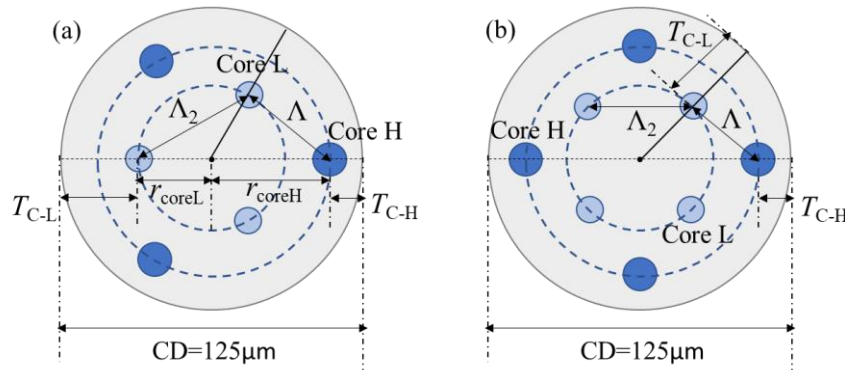 (a)
Core L
Λ₂
Λ
Core H
r_coreL
r_coreH
T_C-L
T_C-H
CD=125μm
(b)
T_C-L
Λ₂
Λ
Core H
Core L
T_C-H
CD=125μm